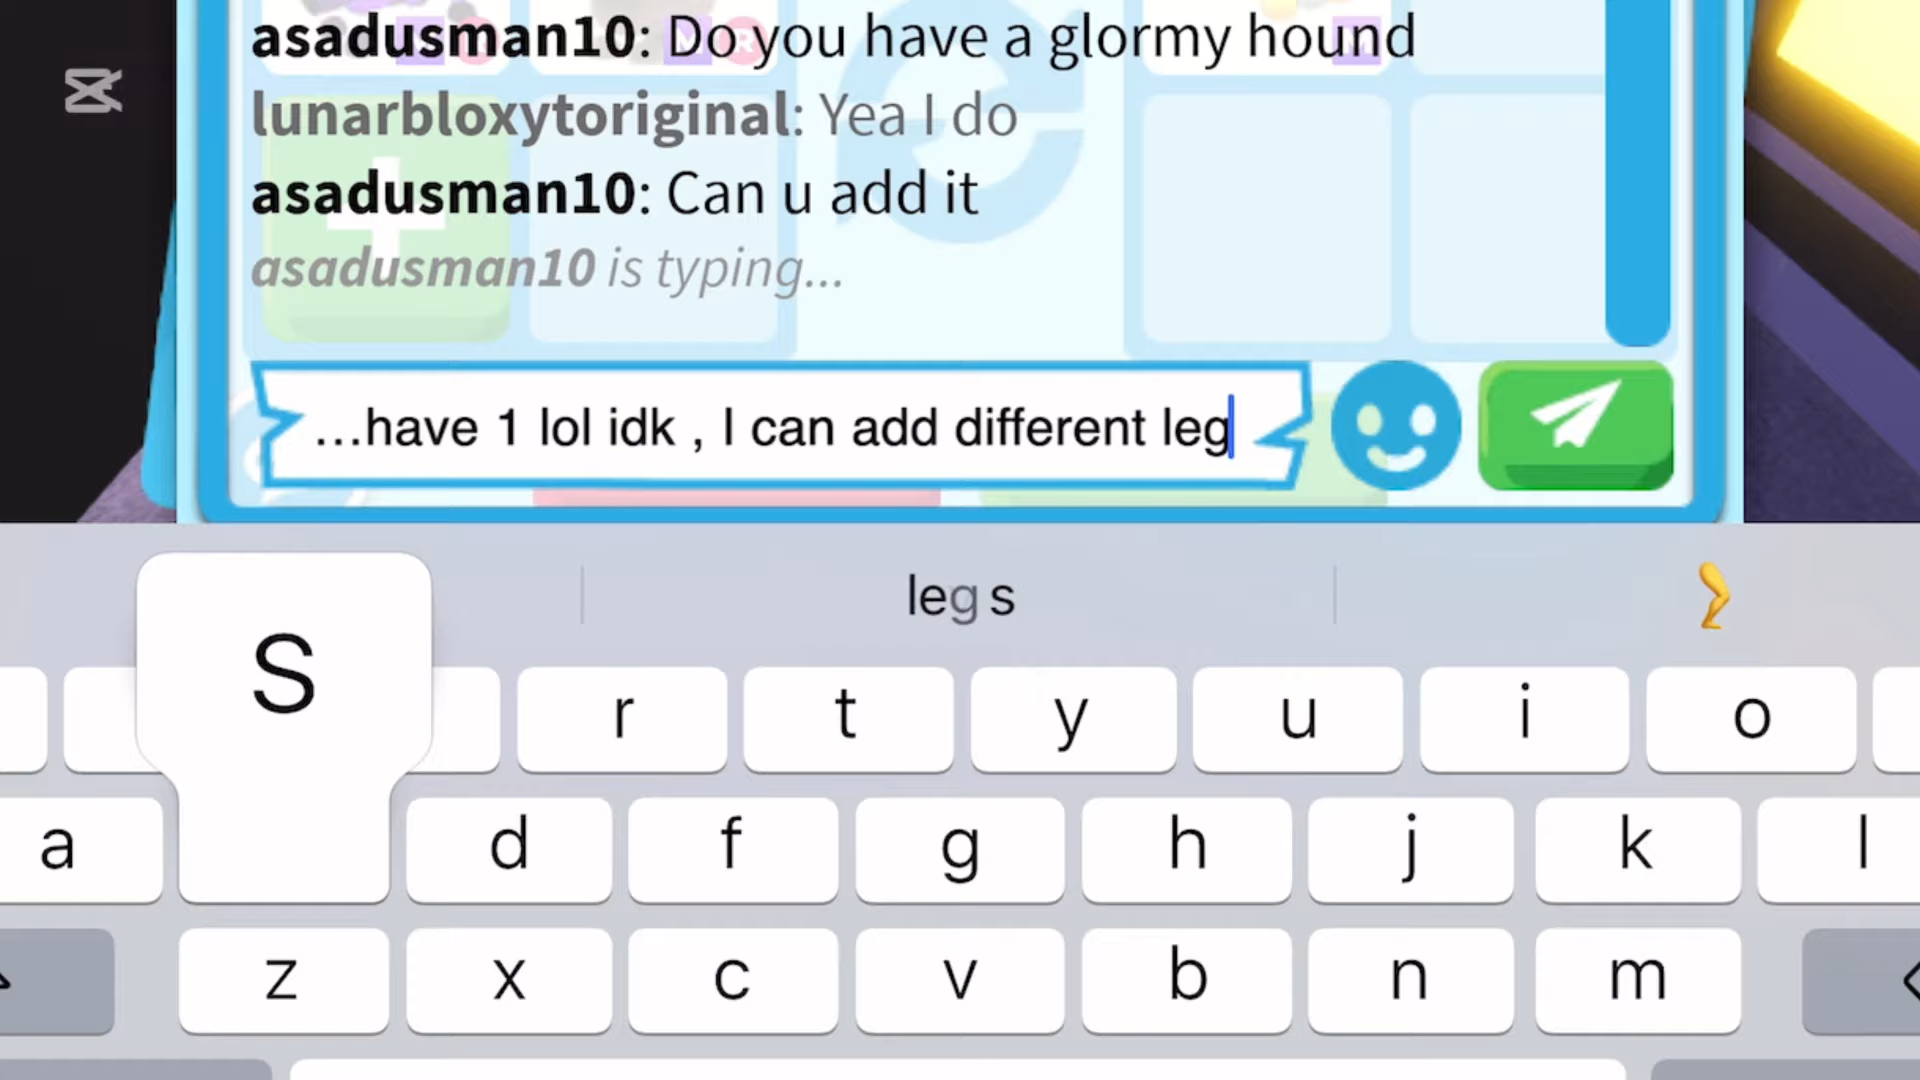 asadusman10: Do you have a glormy hound
lunarbloxytoriginal: Yea I do
asadusman10: Can u add it
asadusman10 is typing...
...have 1 lol idk , I can add different leg
S
legs
r t y u i o
a d f g h j k l
z x c v b n m